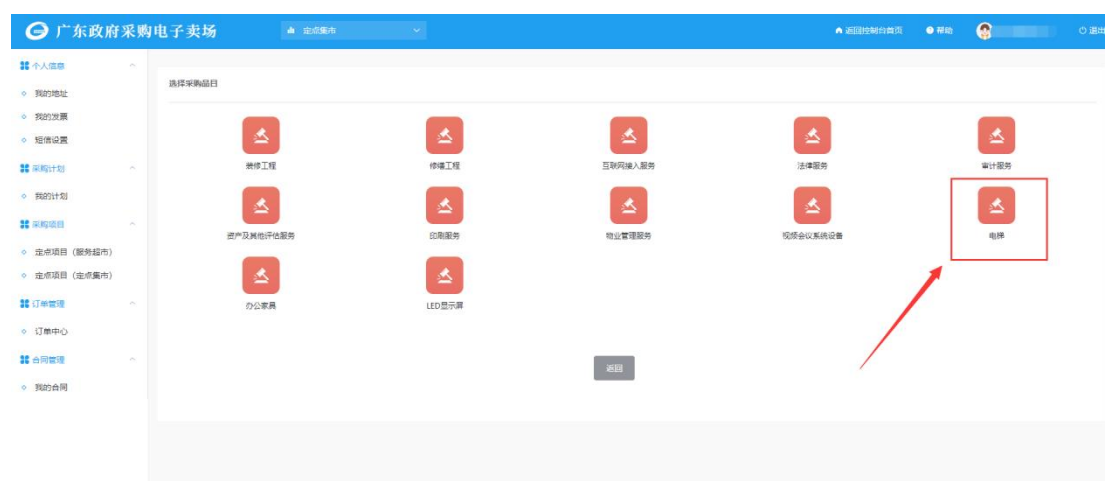 广东政府采购电子卖场
定点集市
返回控制台首页
帮助
退出
个人信息
我的地址
我的发票
短信设置
采购计划
我的计划
采购项目
定点项目（服务超市）
定点项目（定点集市）
订单管理
订单中心
合同管理
我的合同
选择采购品目
装修工程
修缮工程
互联网接入服务
法律服务
审计服务
资产及其他评估服务
印刷服务
物业管理服务
视频会议系统设备
电梯
办公家具
LED显示屏
返回